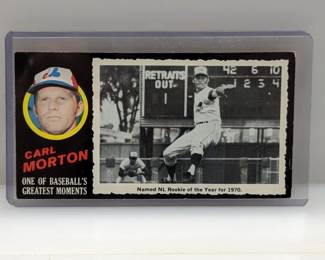 RETRAITS
OUT 1
42 6 10
1 2 3 4
CARL
MORTON
ONE OF BASEBALL'S
GREATEST MOMENTS
Named NL Rookie of the Year for 1970.